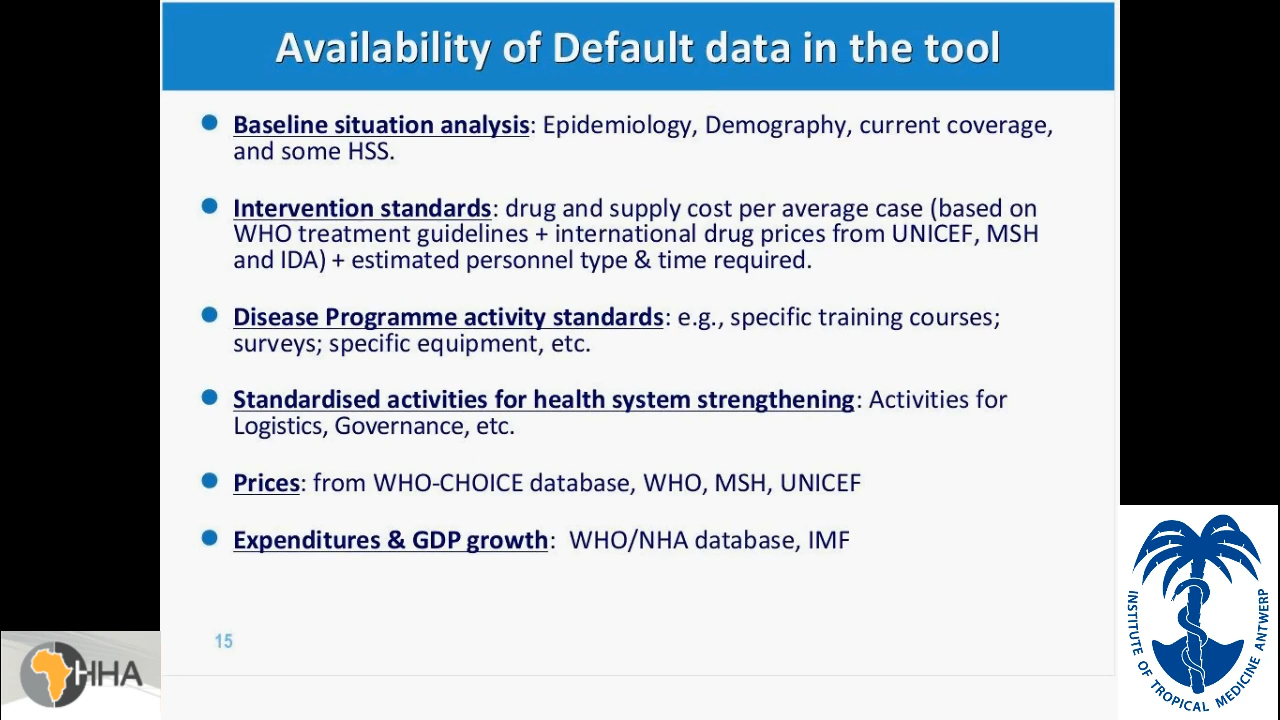 Availability of Default data in the tool
Baseline situation analysis: Epidemiology, Demography, current coverage,
and some HSS.
Intervention standards: drug and supply cost per average case (based on
WHO treatment guidelines + international drug prices from UNICEF, MSH
and IDA) + estimated personnel type & time required.
Disease Programme activity standards: e.g., specific training courses;
surveys; specific equipment, etc.
Standardised activities for health system strengthening: Activities for
Logistics, Governance, etc.
Prices: from WHO-CHOICE database, WHO, MSH, UNICEF
Expenditures & GDP growth:  WHO/NHA database, IMF
15
HHA
INSTITUTE OF TROPICAL MEDICINE ANTWERP